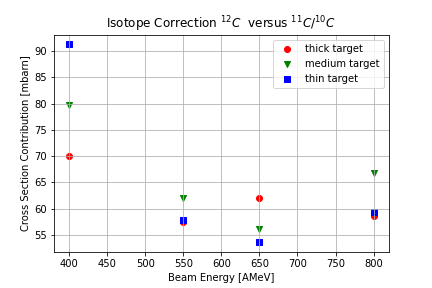 Isotope Correction ¹²C versus ¹¹C/¹⁰C
thick target
medium target
thin target
Cross Section Contribution [mbarn]
90
85
80
75
70
65
60
55
400 450 500 550 600 650 700 750 800
Beam Energy [AMeV]